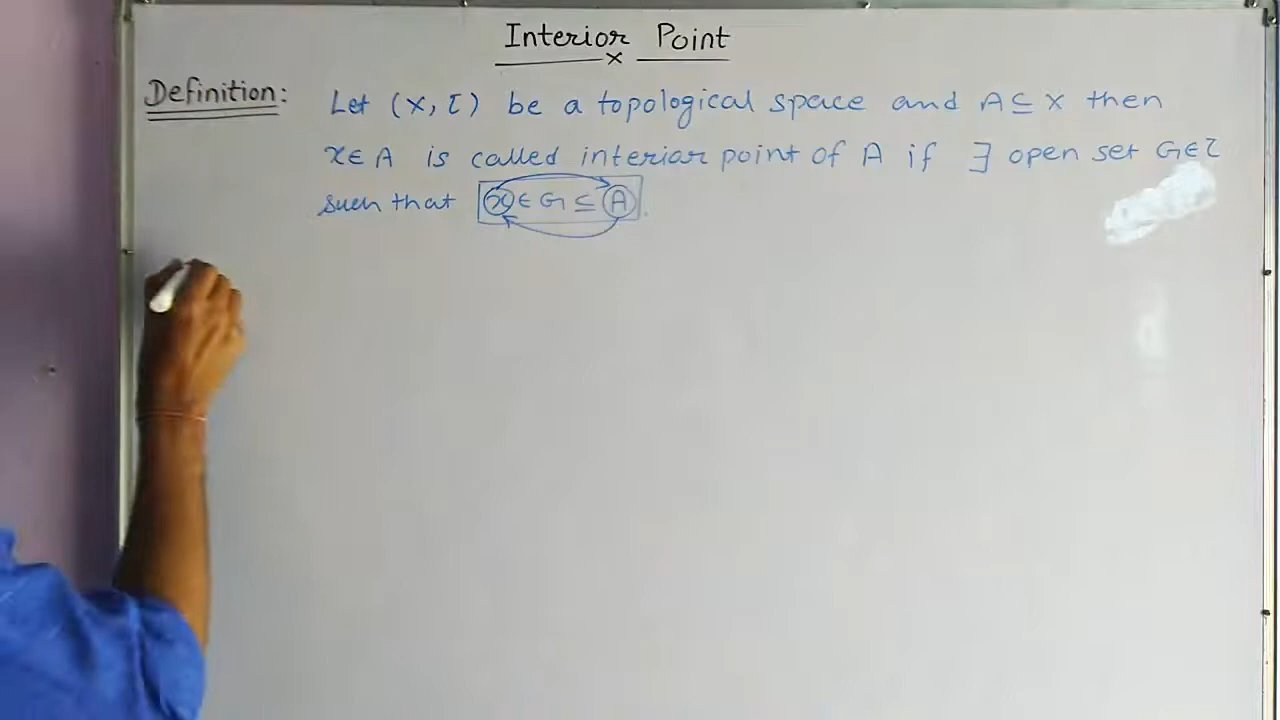 Interior Point
Definition: Let (X, τ) be a topological space and A ⊆ X then
x ∈ A is called interior point of A if ∃ open set G ∈ τ
such that x ∈ G ⊆ A.